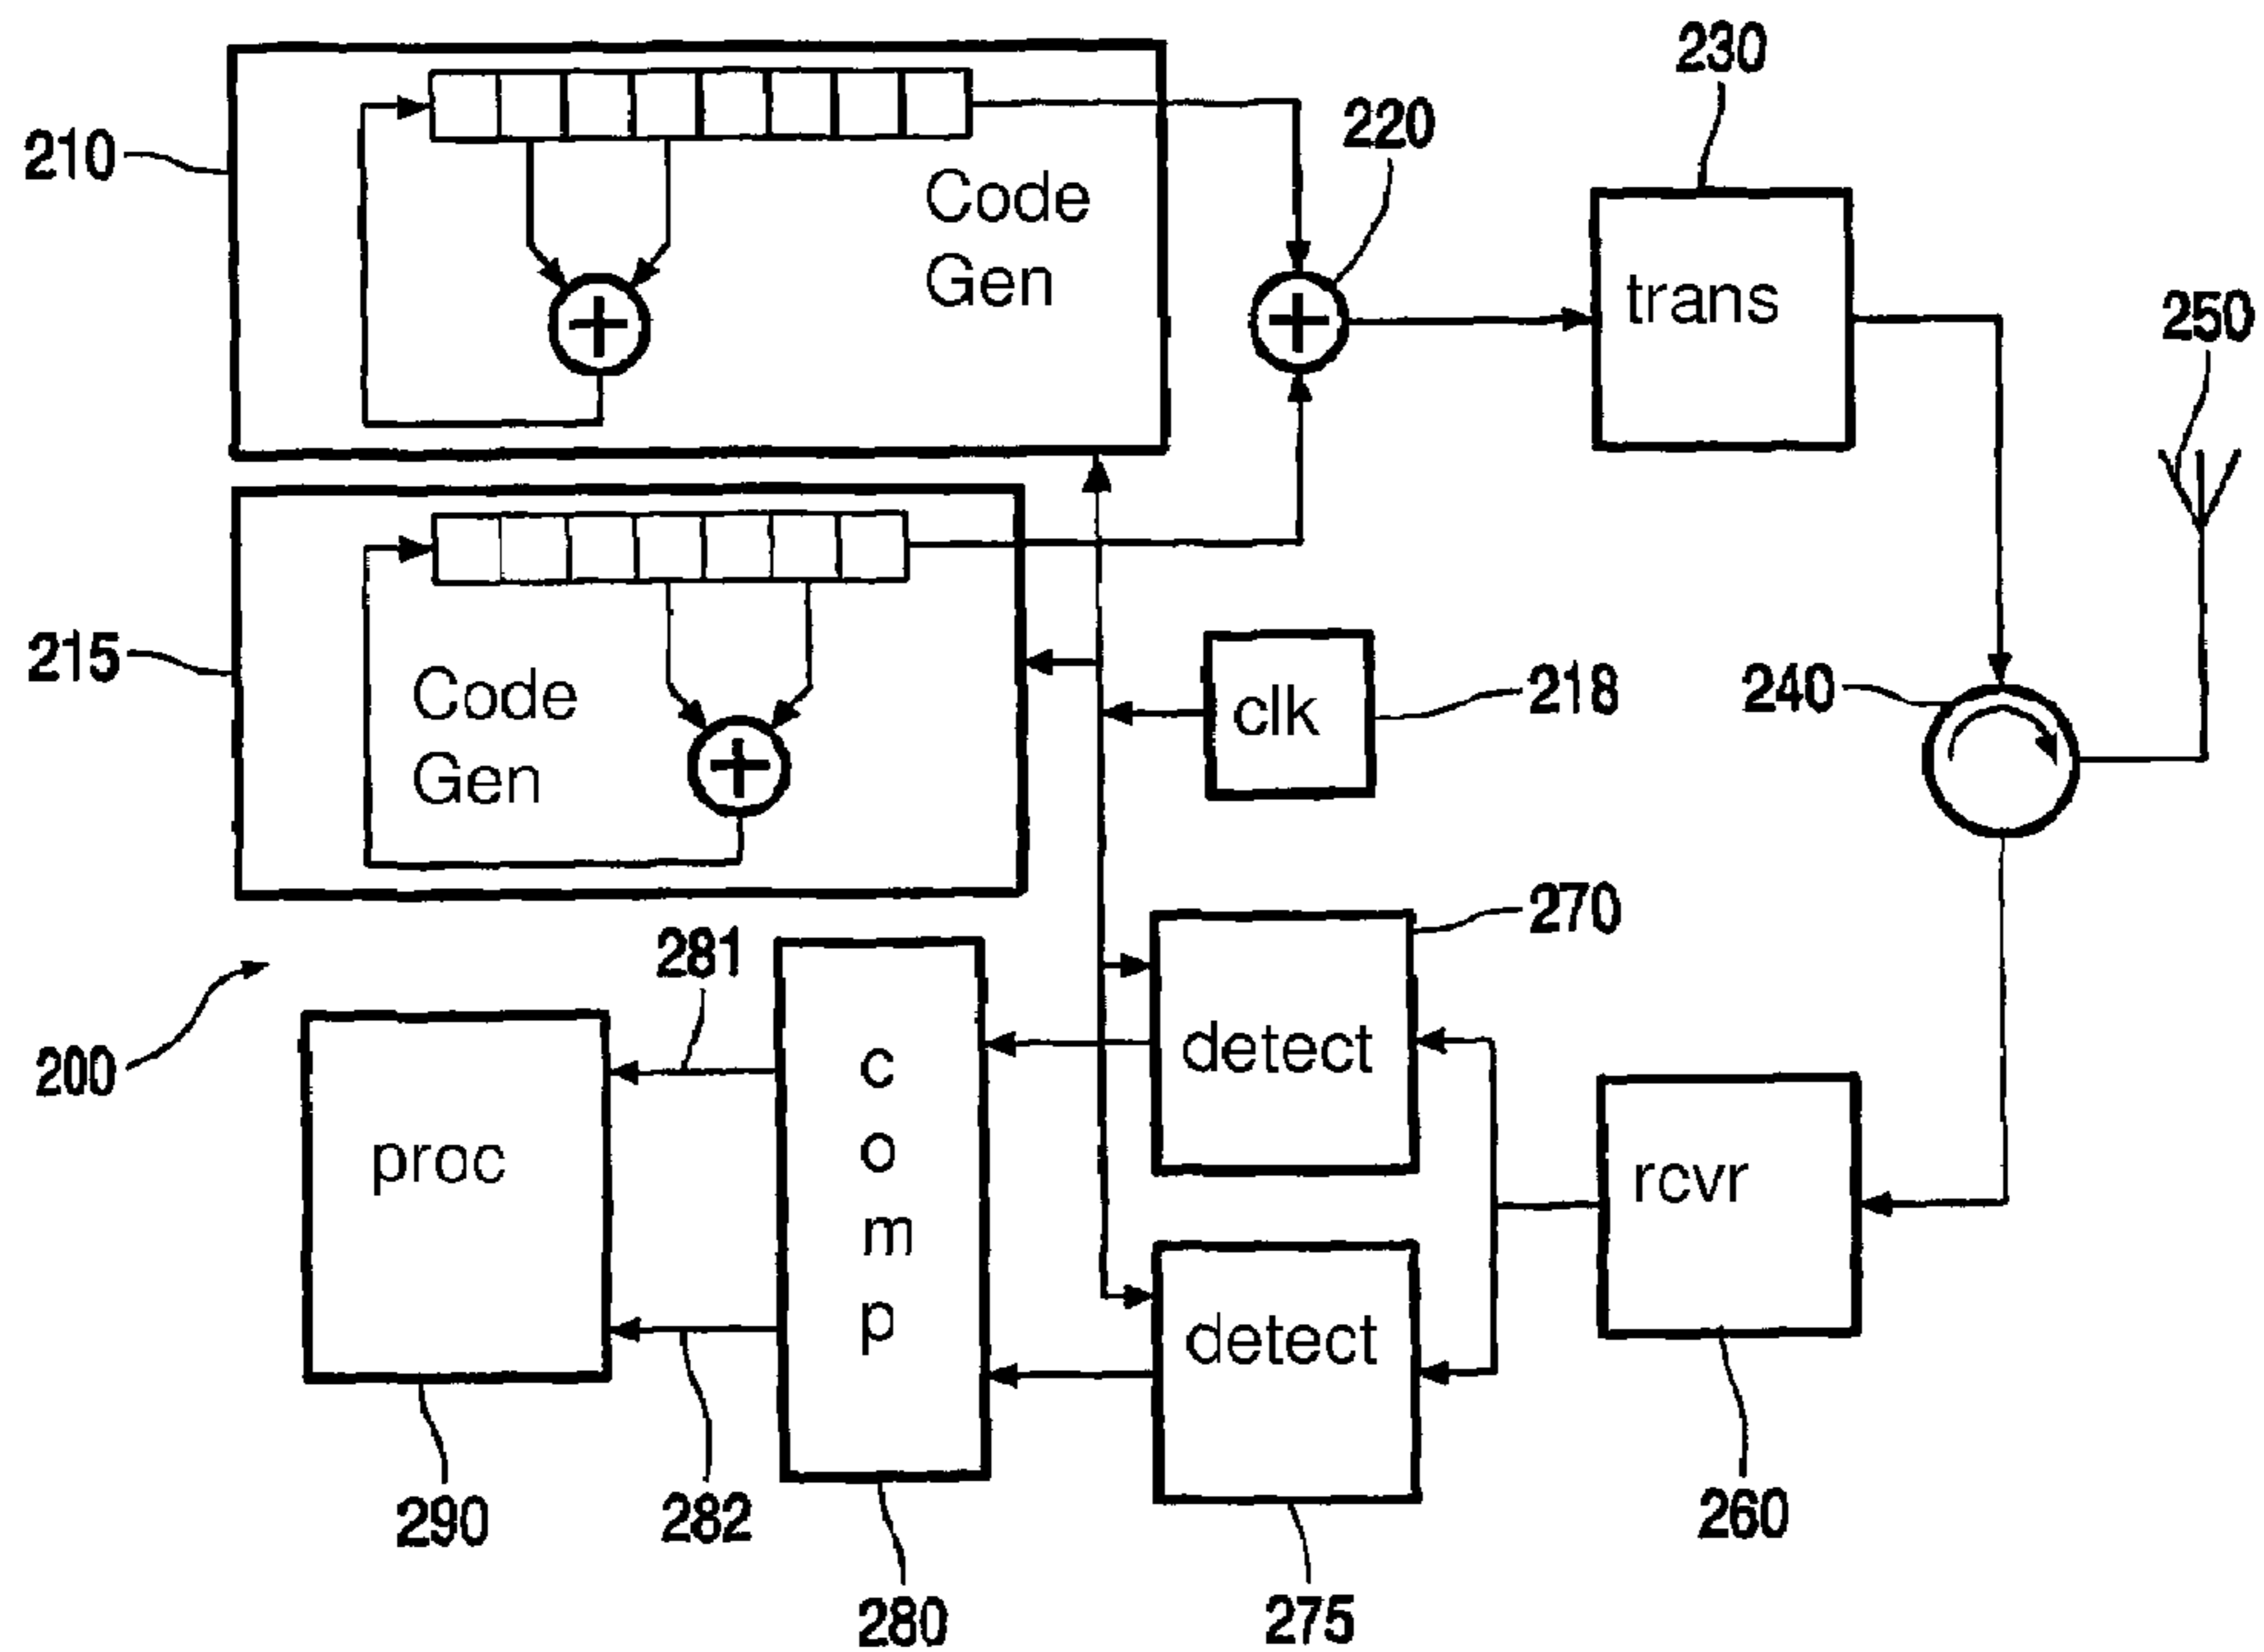 230
220
210
Code
Gen
trans
250
215
Code
Gen
clk
218
240
270
281
200
c
o
m
p
detect
proc
rcvr
detect
290
282
260
280
275